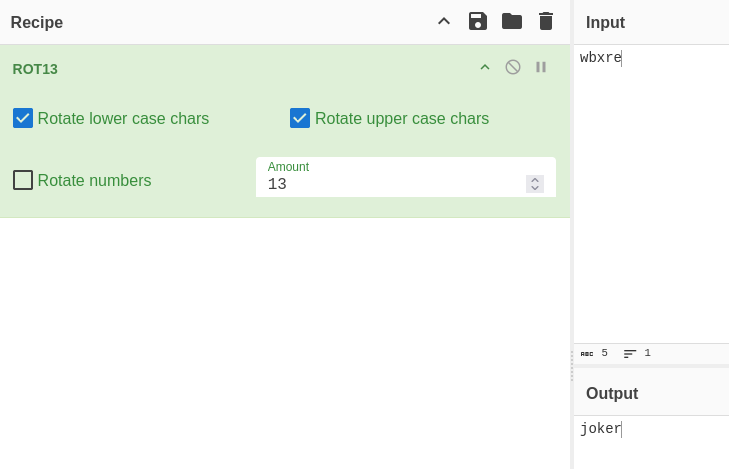 Recipe
ROT13
Rotate lower case chars
Rotate upper case chars
Rotate numbers
Amount
13
Input
wbxre
ABC 5 1
Output
joker